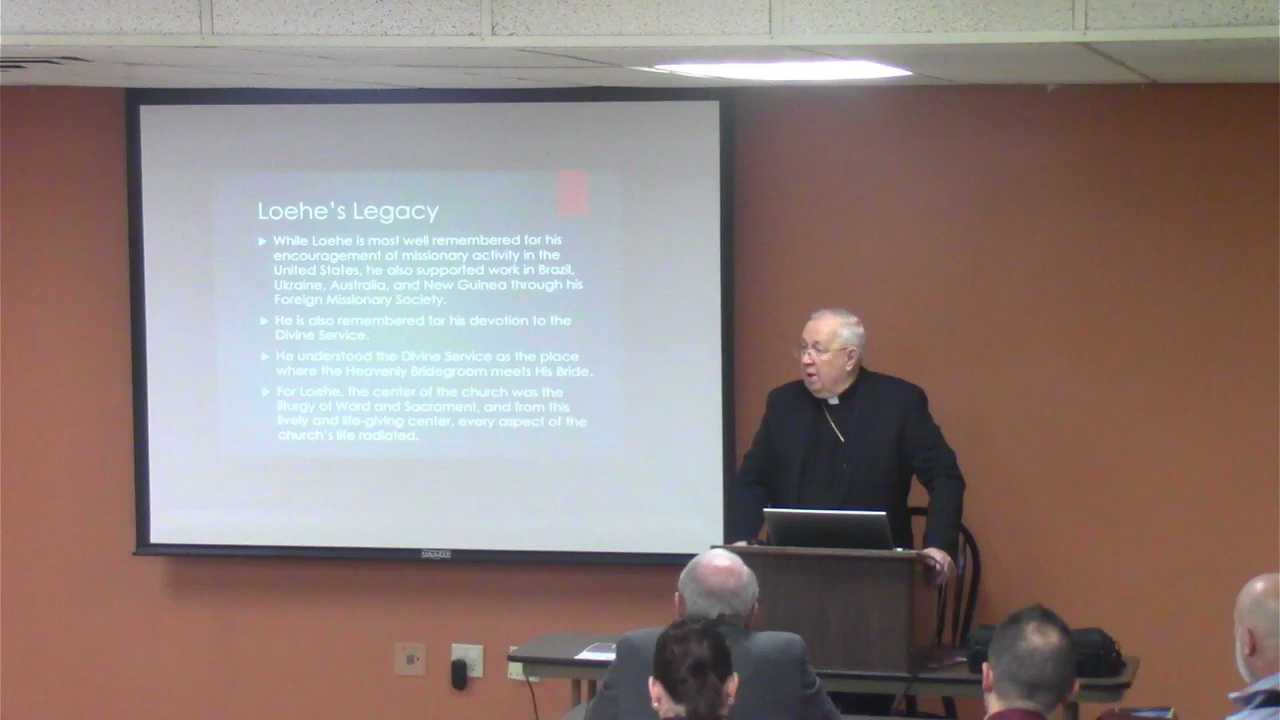 Loehe's Legacy
While Loehe is most well remembered for his
encouragement of missionary activity in the
United States, he also supported work in Brazil,
Ukraine, Australia, and New Guinea through his
Foreign Missionary Society.
He is also remembered for his devotion to the
Divine Service.
He understood the Divine Service as the place
where the Heavenly Bridegroom meets His Bride.
For Loehe, the center of the church was the
liturgy of Word and Sacrament, and from this
lively and life-giving center, every aspect of the
church's life radiated.